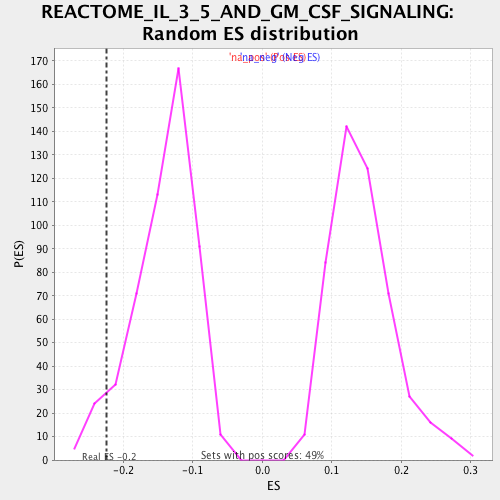 REACTOME_IL_3_5_AND_GM_CSF_SIGNALING:
Random ES distribution
170
160
150
140
130
120
110
100
90
80
70
60
50
40
30
20
10
0
P(ES)
Real ES -0.2
Sets with pos scores: 49%
-0.2 -0.1 0.0 0.1 0.2 0.3
ES